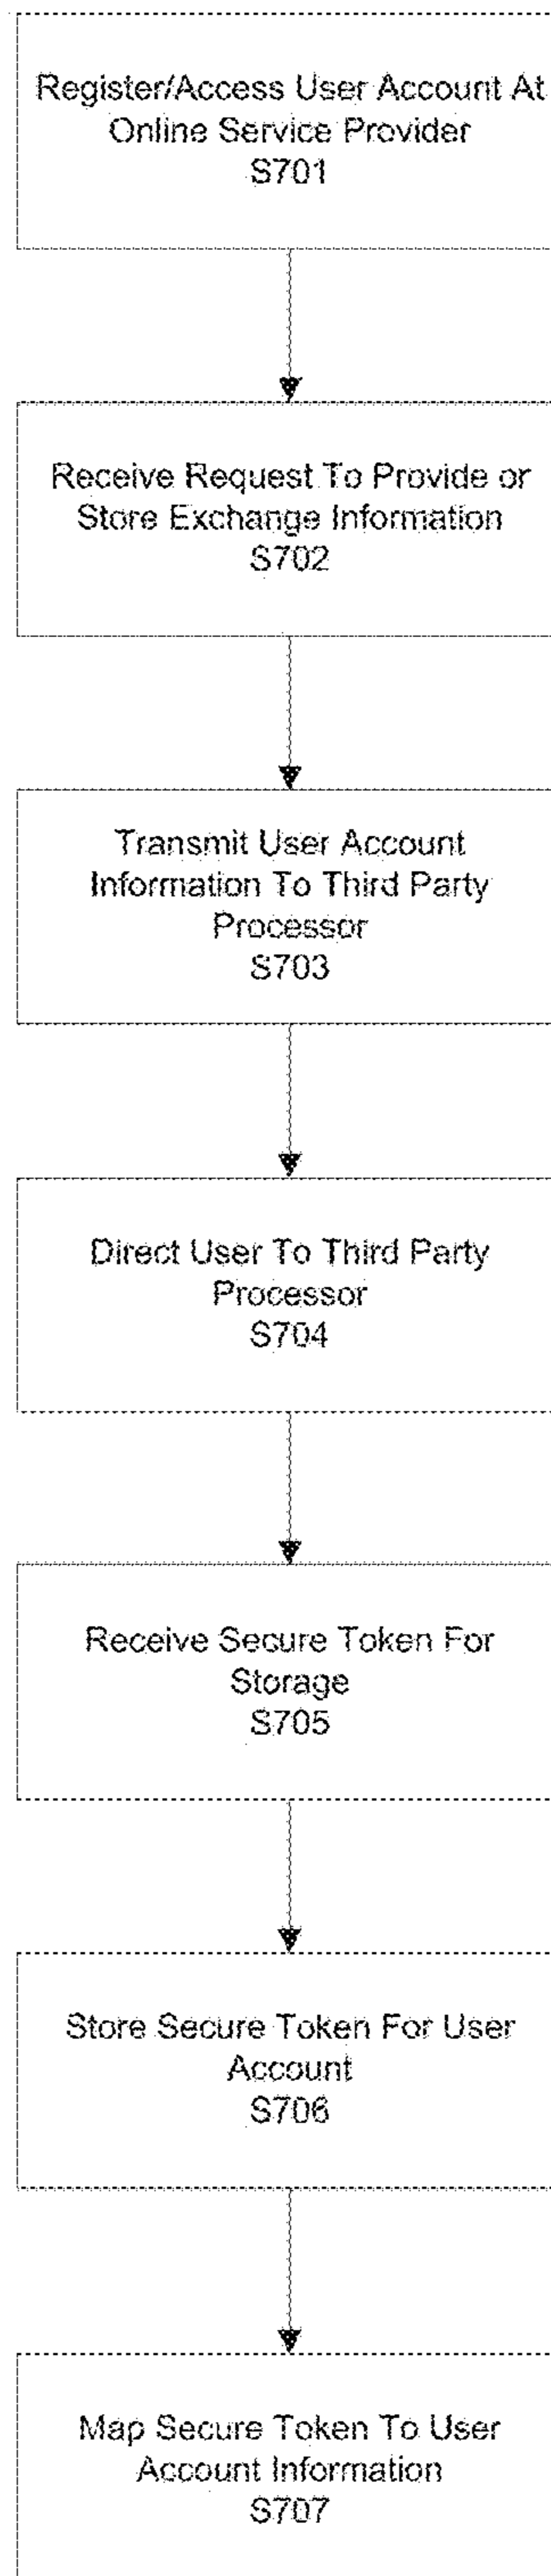 Register/Access User Account At
Online Service Provider
S701
Receive Request To Provide or
Store Exchange Information
S702
Transmit User Account
Information To Third Party
Processor
S703
Direct User To Third Party
Processor
S704
Receive Secure Token For
Storage
S705
Store Secure Token For User
Account
S706
Map Secure Token To User
Account Information
S707